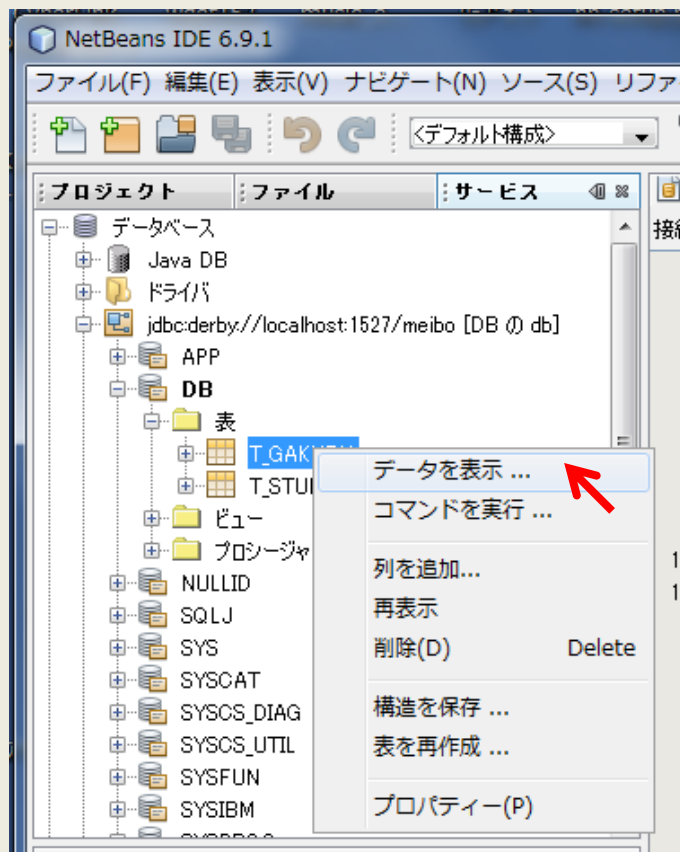 NetBeans IDE 6.9.1
ファイル(F) 編集(E) 表示(V) ナビゲート(N) ソース(S) リファ
<デフォルト構成>
プロジェクト ファイル サービス
データベース
Java DB
ドライバ
jdbc:derby://localhost:1527/meibo [DB の db]
APP
DB
表
T_GAK
T_STU
ビュー
プロシージャ
NULLID
SQLJ
SYS
SYSCAT
SYSCS_DIAG
SYSCS_UTIL
SYSFUN
SYSIBM
データを表示 ...
コマンドを実行 ...
列を追加...
再表示
削除(D) Delete
構造を保存 ...
表を再作成 ...
プロパティー(P)
接続
1
1